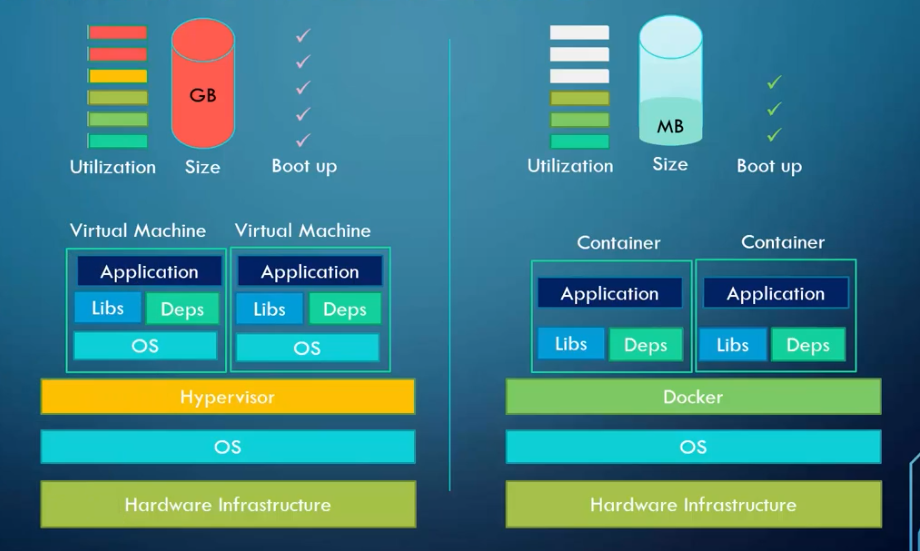 GB
Utilization
Size
Boot up
Virtual Machine
Virtual Machine
Application
Application
Libs
Deps
Libs
Deps
OS
OS
Hypervisor
OS
Hardware Infrastructure
MB
Utilization
Size
Boot up
Container
Container
Application
Application
Libs
Deps
Libs
Deps
Docker
OS
Hardware Infrastructure